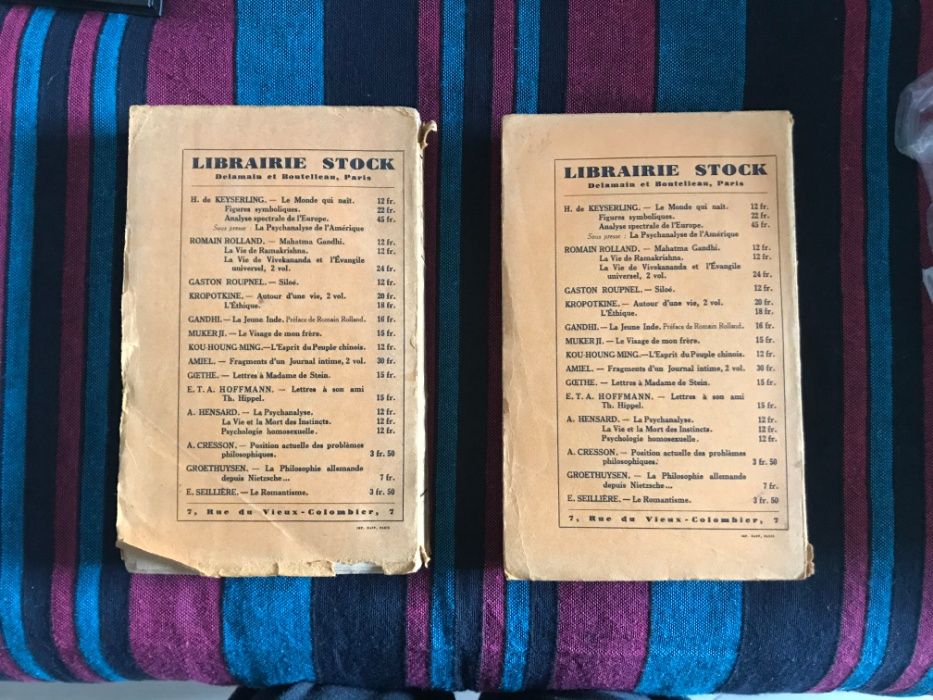 LIBRAIRIE STOCK
Delamain et Boutelleau, Paris
H. de KEYSERLING. — Le Monde qui naît. 12 fr.
Figures symboliques. 22 fr.
Analyse spectrale de l'Europe. 45 fr.
Sous presse : La Psychanalyse de l'Amérique
ROMAIN ROLLAND. — Mahatma Gandhi. 12 fr.
La Vie de Ramakrishna. 12 fr.
La Vie de Vivekananda et l'Évangile
universel, 2 vol. 24 fr.
GASTON ROUPNEL. — Siloé. 12 fr.
KROPOTKINE. — Autour d'une vie, 2 vol. 20 fr.
L'Éthique. 18 fr.
GANDHI. — La Jeune Inde. Préface de Romain Rolland. 16 fr.
MUKERJI. — Le Visage de mon frère. 15 fr.
KOU-HOUNG-MING. — L'Esprit du Peuple chinois. 12 fr.
AMIEL. — Fragments d'un Journal intime, 2 vol. 30 fr.
GŒTHE. — Lettres à Madame de Stein. 15 fr.
E. T. A. HOFFMANN. — Lettres à son ami
Th. Hippel. 15 fr.
A. HENSARD. — La Psychanalyse. 12 fr.
La Vie et la Mort des Instincts. 12 fr.
Psychologie homosexuelle. 12 fr.
A. CRESSON. — Position actuelle des problèmes
philosophiques. 3 fr. 50
GROETHUYSEN. — La Philosophie allemande
depuis Nietzsche... 7 fr.
E. SEILLIÈRE. — Le Romantisme. 3 fr. 50
7, Rue du Vieux-Colombier, 7
LIBRAIRIE STOCK
Delamain et Boutelleau, Paris
H. de KEYSERLING. — Le Monde qui naît. 12 fr.
Figures symboliques. 22 fr.
Analyse spectrale de l'Europe. 45 fr.
Sous presse : La Psychanalyse de l'Amérique
ROMAIN ROLLAND. — Mahatma Gandhi. 12 fr.
La Vie de Ramakrishna. 12 fr.
La Vie de Vivekananda et l'Évangile
universel, 2 vol. 24 fr.
GASTON ROUPNEL. — Siloé. 12 fr.
KROPOTKINE. — Autour d'une vie, 2 vol. 20 fr.
L'Éthique. 18 fr.
GANDHI. — La Jeune Inde. Préface de Romain Rolland. 16 fr.
MUKERJI. — Le Visage de mon frère. 15 fr.
KOU-HOUNG-MING. — L'Esprit du Peuple chinois. 12 fr.
AMIEL. — Fragments d'un Journal intime, 2 vol. 30 fr.
GŒTHE. — Lettres à Madame de Stein. 15 fr.
E. T. A. HOFFMANN. — Lettres à son ami
Th. Hippel. 15 fr.
A. HENSARD. — La Psychanalyse. 12 fr.
La Vie et la Mort des Instincts. 12 fr.
Psychologie homosexuelle. 12 fr.
A. CRESSON. — Position actuelle des problèmes
philosophiques. 3 fr. 50
GROETHUYSEN. — La Philosophie allemande
depuis Nietzsche... 7 fr.
E. SEILLIÈRE. — Le Romantisme. 3 fr. 50
7, Rue du Vieux-Colombier, 7